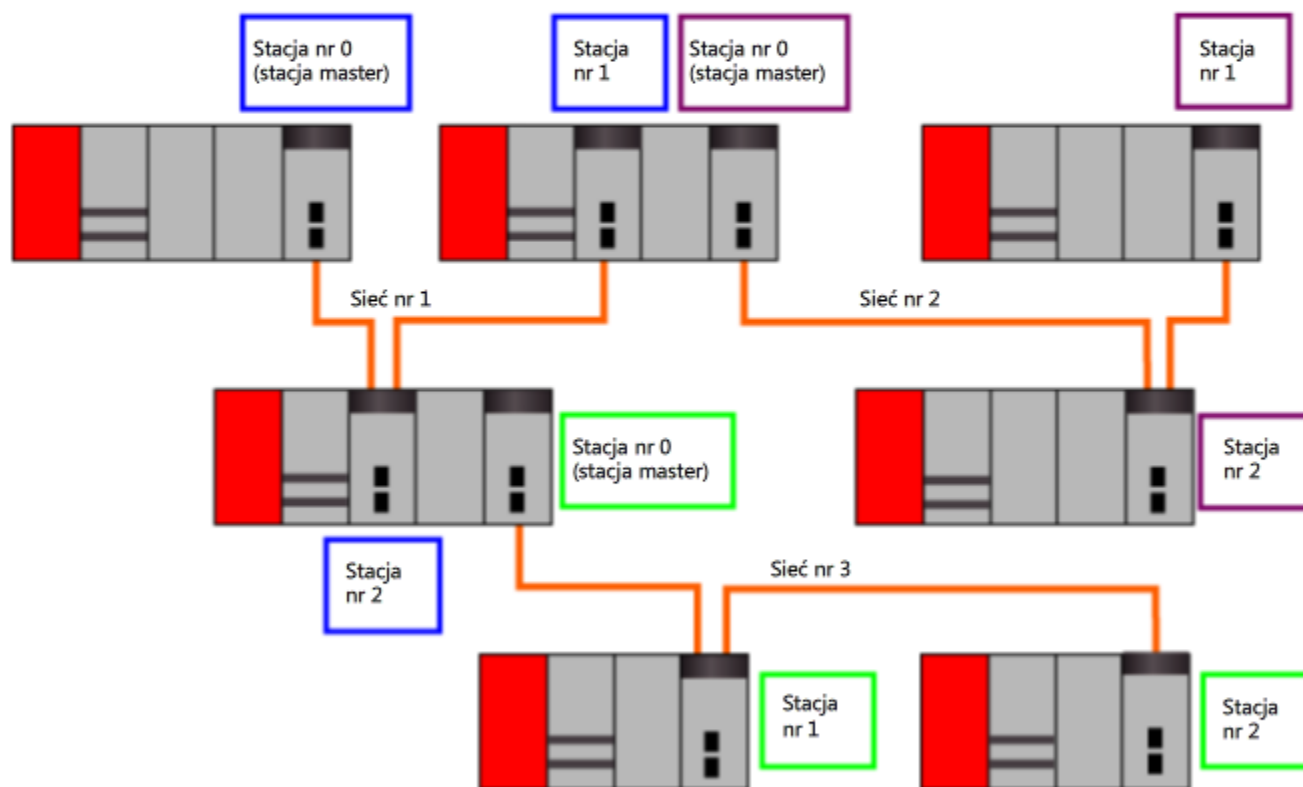 Stacja nr 0
(stacja master)
Stacja
nr 1
Stacja nr 0
(stacja master)
Stacja
nr 1
Sieć nr 1
Sieć nr 2
Stacja nr 0
(stacja master)
Stacja
nr 2
Stacja
nr 2
Sieć nr 3
Stacja
nr 1
Stacja
nr 2